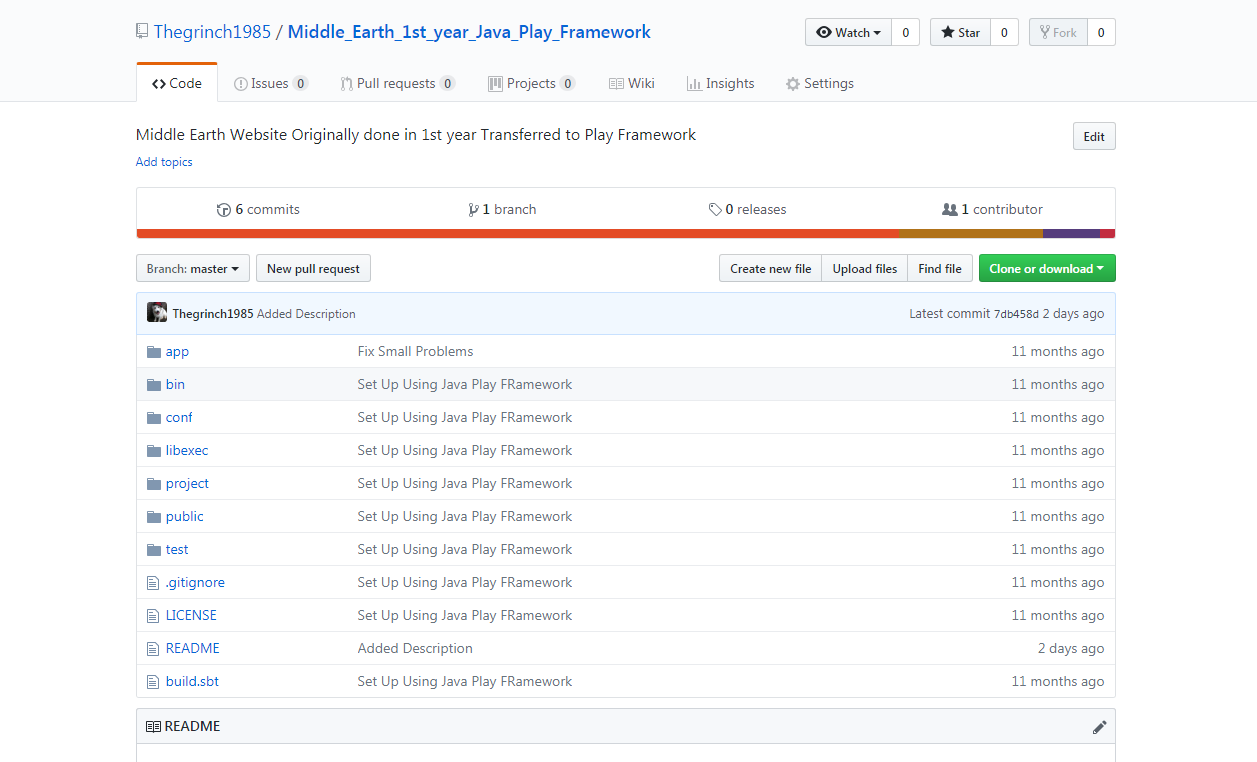 Thegrinch1985 / Middle_Earth_1st_year_Java_Play_Framework
Watch 0 Star 0 Fork 0
Code Issues 0 Pull requests 0 Projects 0 Wiki Insights Settings
Middle Earth Website Originally done in 1st year Transferred to Play Framework
Edit
Add topics
6 commits 1 branch 0 releases 1 contributor
Branch: master New pull request Create new file Upload files Find file Clone or download
Thegrinch1985 Added Description Latest commit 7db458d 2 days ago
app Fix Small Problems 11 months ago
bin Set Up Using Java Play FRamework 11 months ago
conf Set Up Using Java Play FRamework 11 months ago
libexec Set Up Using Java Play FRamework 11 months ago
project Set Up Using Java Play FRamework 11 months ago
public Set Up Using Java Play FRamework 11 months ago
test Set Up Using Java Play FRamework 11 months ago
.gitignore Set Up Using Java Play FRamework 11 months ago
LICENSE Set Up Using Java Play FRamework 11 months ago
README Added Description 2 days ago
build.sbt Set Up Using Java Play FRamework 11 months ago
README